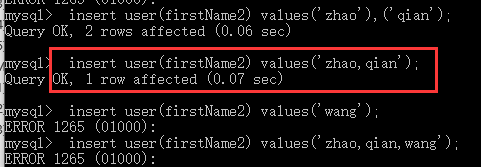 ERROR 1265 (01000):
mysql> insert user(firstName2) values('zhao'),('qian');
Query OK, 2 rows affected (0.06 sec)
mysql> insert user(firstName2) values('zhao,qian');
Query OK, 1 row affected (0.07 sec)
mysql> insert user(firstName2) values('wang');
ERROR 1265 (01000):
mysql> insert user(firstName2) values('zhao,qian,wang');
ERROR 1265 (01000):